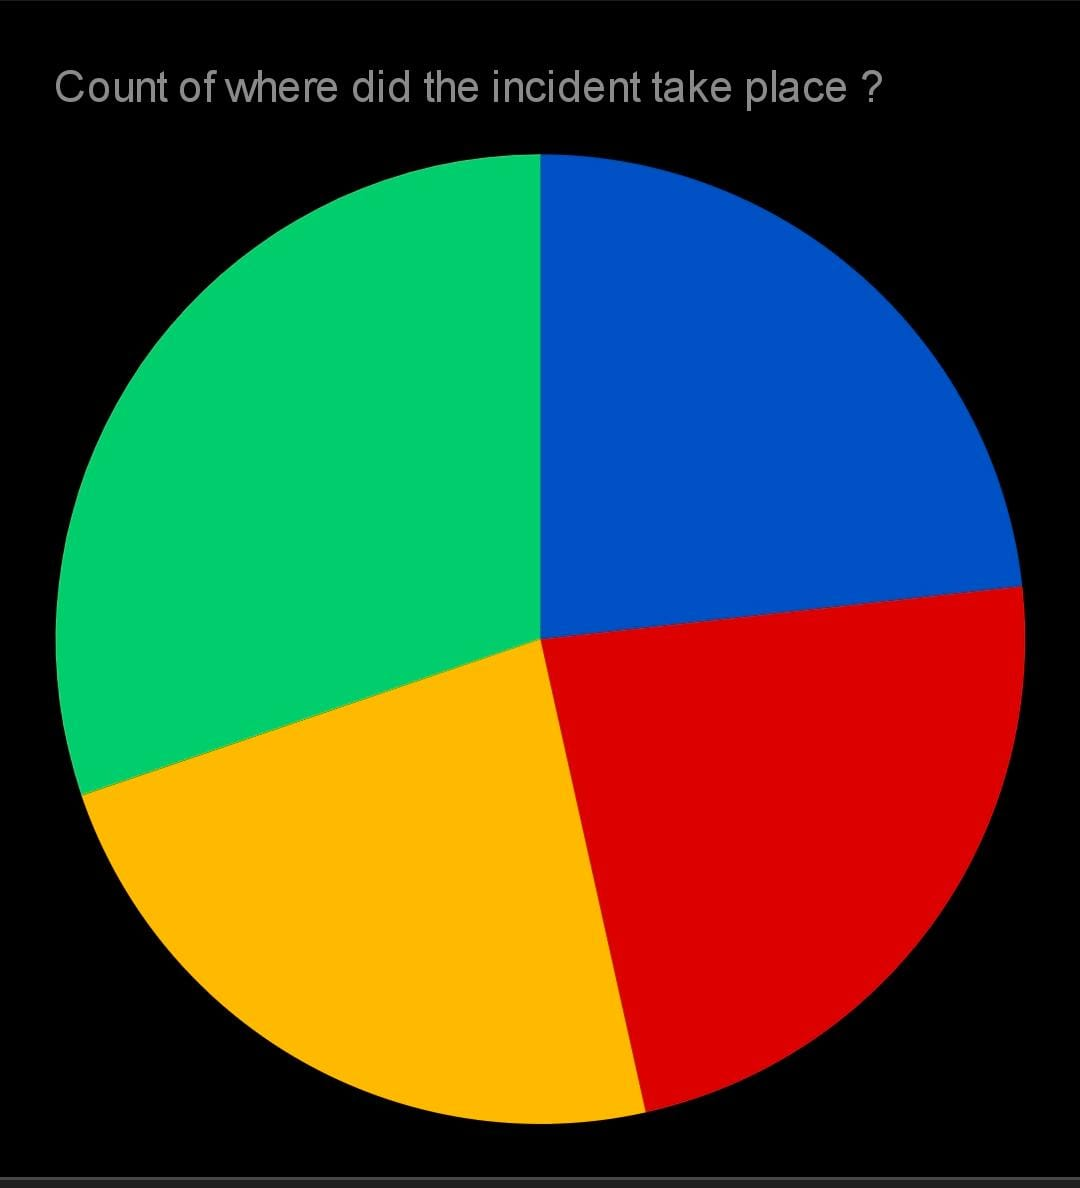 Count of where did the incident take place ?